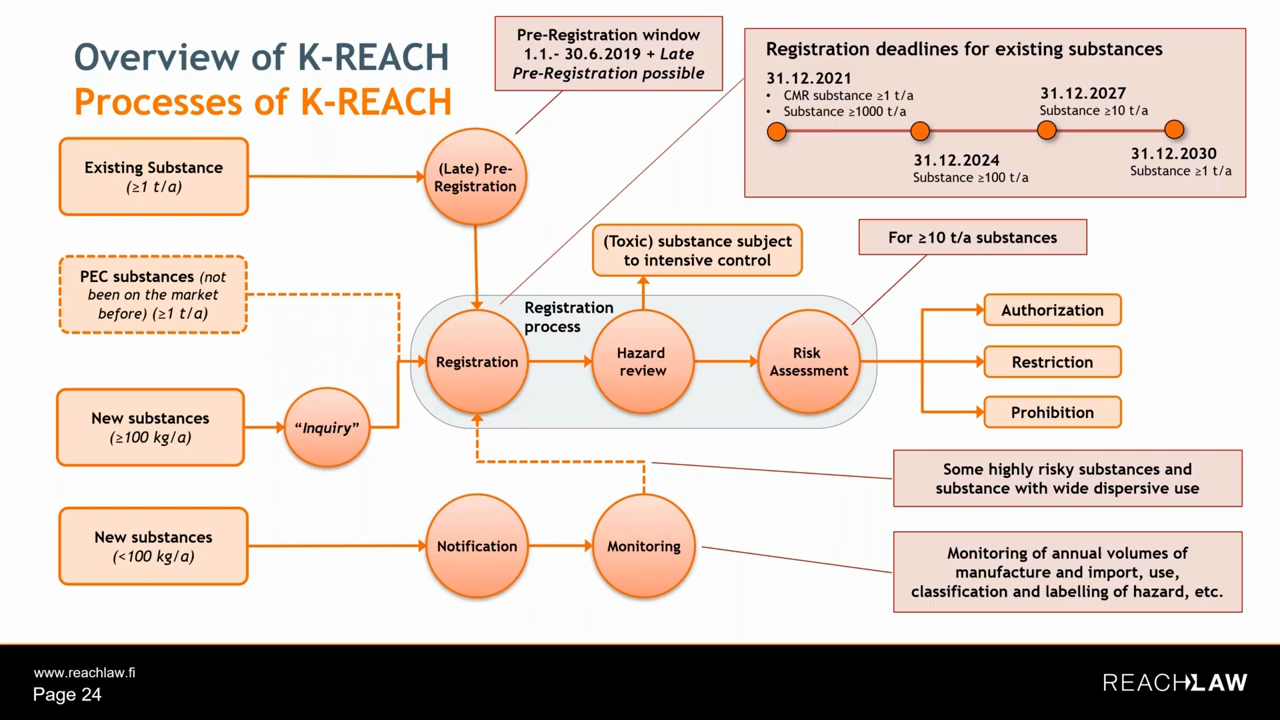 Overview of K-REACH
Processes of K-REACH
Pre-Registration window
1.1.- 30.6.2019 + Late
Pre-Registration possible
Registration deadlines for existing substances
31.12.2021
• CMR substance ≥1 t/a
• Substance ≥1000 t/a
31.12.2027
Substance ≥10 t/a
31.12.2024
Substance ≥100 t/a
31.12.2030
Substance ≥1 t/a
Existing Substance
(≥1 t/a)
(Late) Pre-
Registration
(Toxic) substance subject
to intensive control
For ≥10 t/a substances
PEC substances (not
been on the market
before) (≥1 t/a)
Registration
process
Registration
Hazard
review
Risk
Assessment
Authorization
Restriction
Prohibition
New substances
(≥100 kg/a)
“Inquiry”
Some highly risky substances and
substance with wide dispersive use
New substances
(<100 kg/a)
Notification
Monitoring
Monitoring of annual volumes of
manufacture and import, use,
classification and labelling of hazard, etc.
www.reachlaw.fi
Page 24
REACHLAW